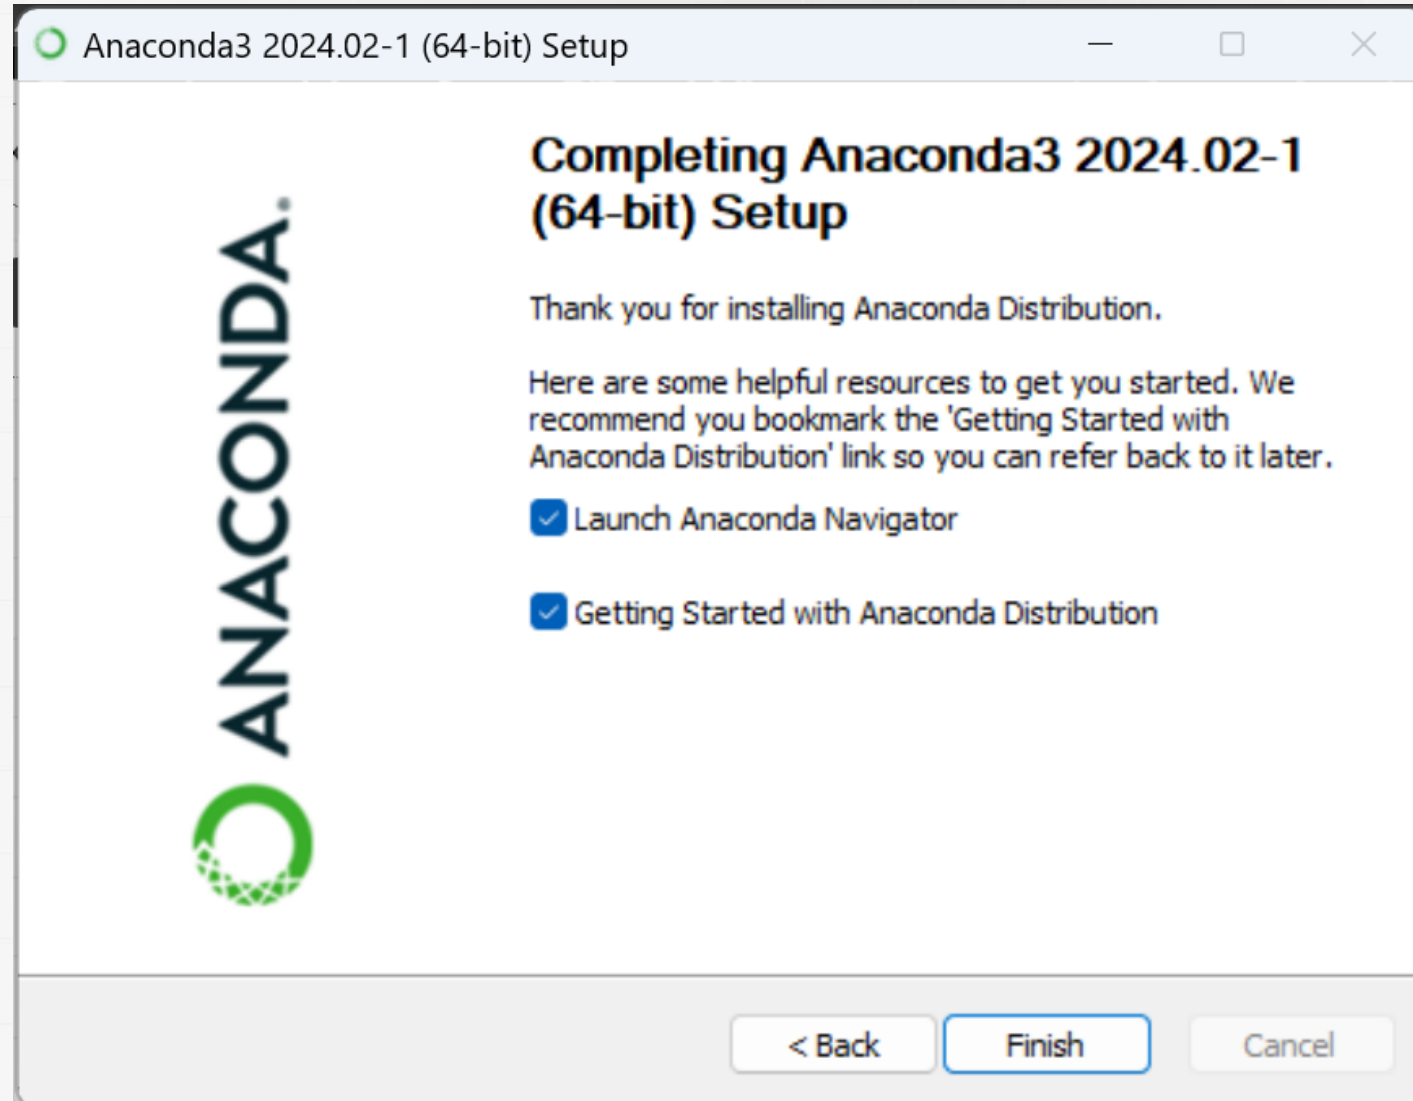 Anaconda3 2024.02-1 (64-bit) Setup
Completing Anaconda3 2024.02-1
(64-bit) Setup
Thank you for installing Anaconda Distribution.
Here are some helpful resources to get you started. We
recommend you bookmark the 'Getting Started with
Anaconda Distribution' link so you can refer back to it later.
Launch Anaconda Navigator
Getting Started with Anaconda Distribution
ANACONDA.
< Back
Finish
Cancel